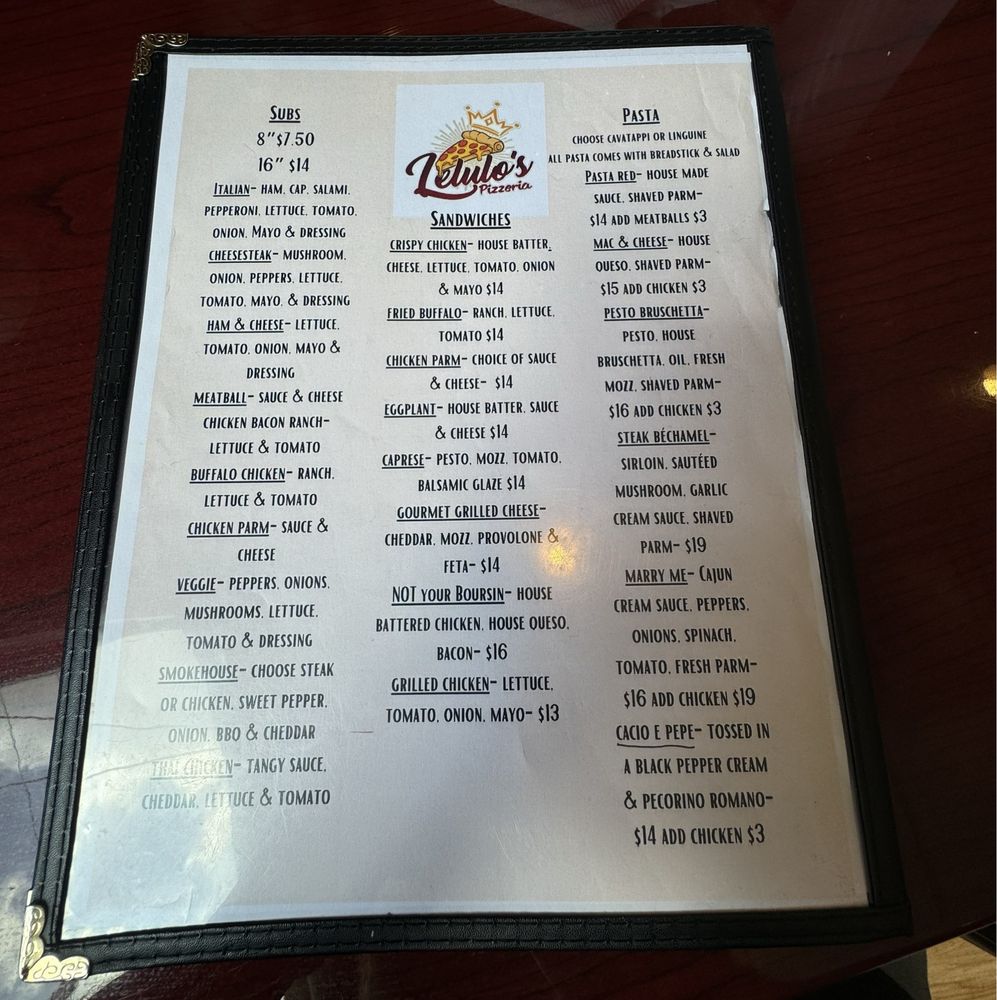 Subs
8"$7.50
16" $14
Italian- ham, cap, salami,
pepperoni, lettuce, tomato,
onion, Mayo & dressing
cheesesteak- mushroom,
onion, peppers, lettuce,
tomato, mayo, & dressing
ham & cheese- lettuce,
tomato, onion, mayo &
dressing
meatball- sauce & cheese
chicken bacon ranch-
lettuce & tomato
buffalo chicken- ranch,
lettuce & tomato
chicken parm- sauce &
cheese
veggie- peppers, onions,
mushrooms, lettuce,
tomato & dressing
smokehouse- choose steak
or chicken, sweet pepper,
onion, bbq & cheddar
thai chicken- tangy sauce,
cheddar, lettuce & tomato
Lelulo's
Pizzeria
Sandwiches
crispy chicken- house batter,
cheese, lettuce, tomato, onion
& mayo $14
fried buffalo- ranch, lettuce,
tomato $14
chicken parm- choice of sauce
& cheese- $14
eggplant- house batter, sauce
& cheese $14
caprese- pesto, mozz, tomato,
balsamic glaze $14
gourmet grilled cheese-
cheddar, mozz, provolone &
feta- $14
NOT your Boursin- house
battered chicken, house queso,
bacon- $16
grilled chicken- lettuce,
tomato, onion, mayo- $13
Pasta
choose cavatappi or linguine
all pasta comes with breadstick & salad
Pasta red- house made
sauce, shaved parm-
$14 add meatballs $3
mac & cheese- house
queso, shaved parm-
$15 add chicken $3
pesto bruschetta-
pesto, house
bruschetta, oil, fresh
mozz, shaved parm-
$16 add chicken $3
steak béchamel-
sirloin, sautéed
mushroom, garlic
cream sauce, shaved
parm- $19
marry me- Cajun
cream sauce, peppers,
onions, spinach,
tomato, fresh parm-
$16 add chicken $19
cacio e pepe- tossed in
a black pepper cream
& pecorino romano-
$14 add chicken $3